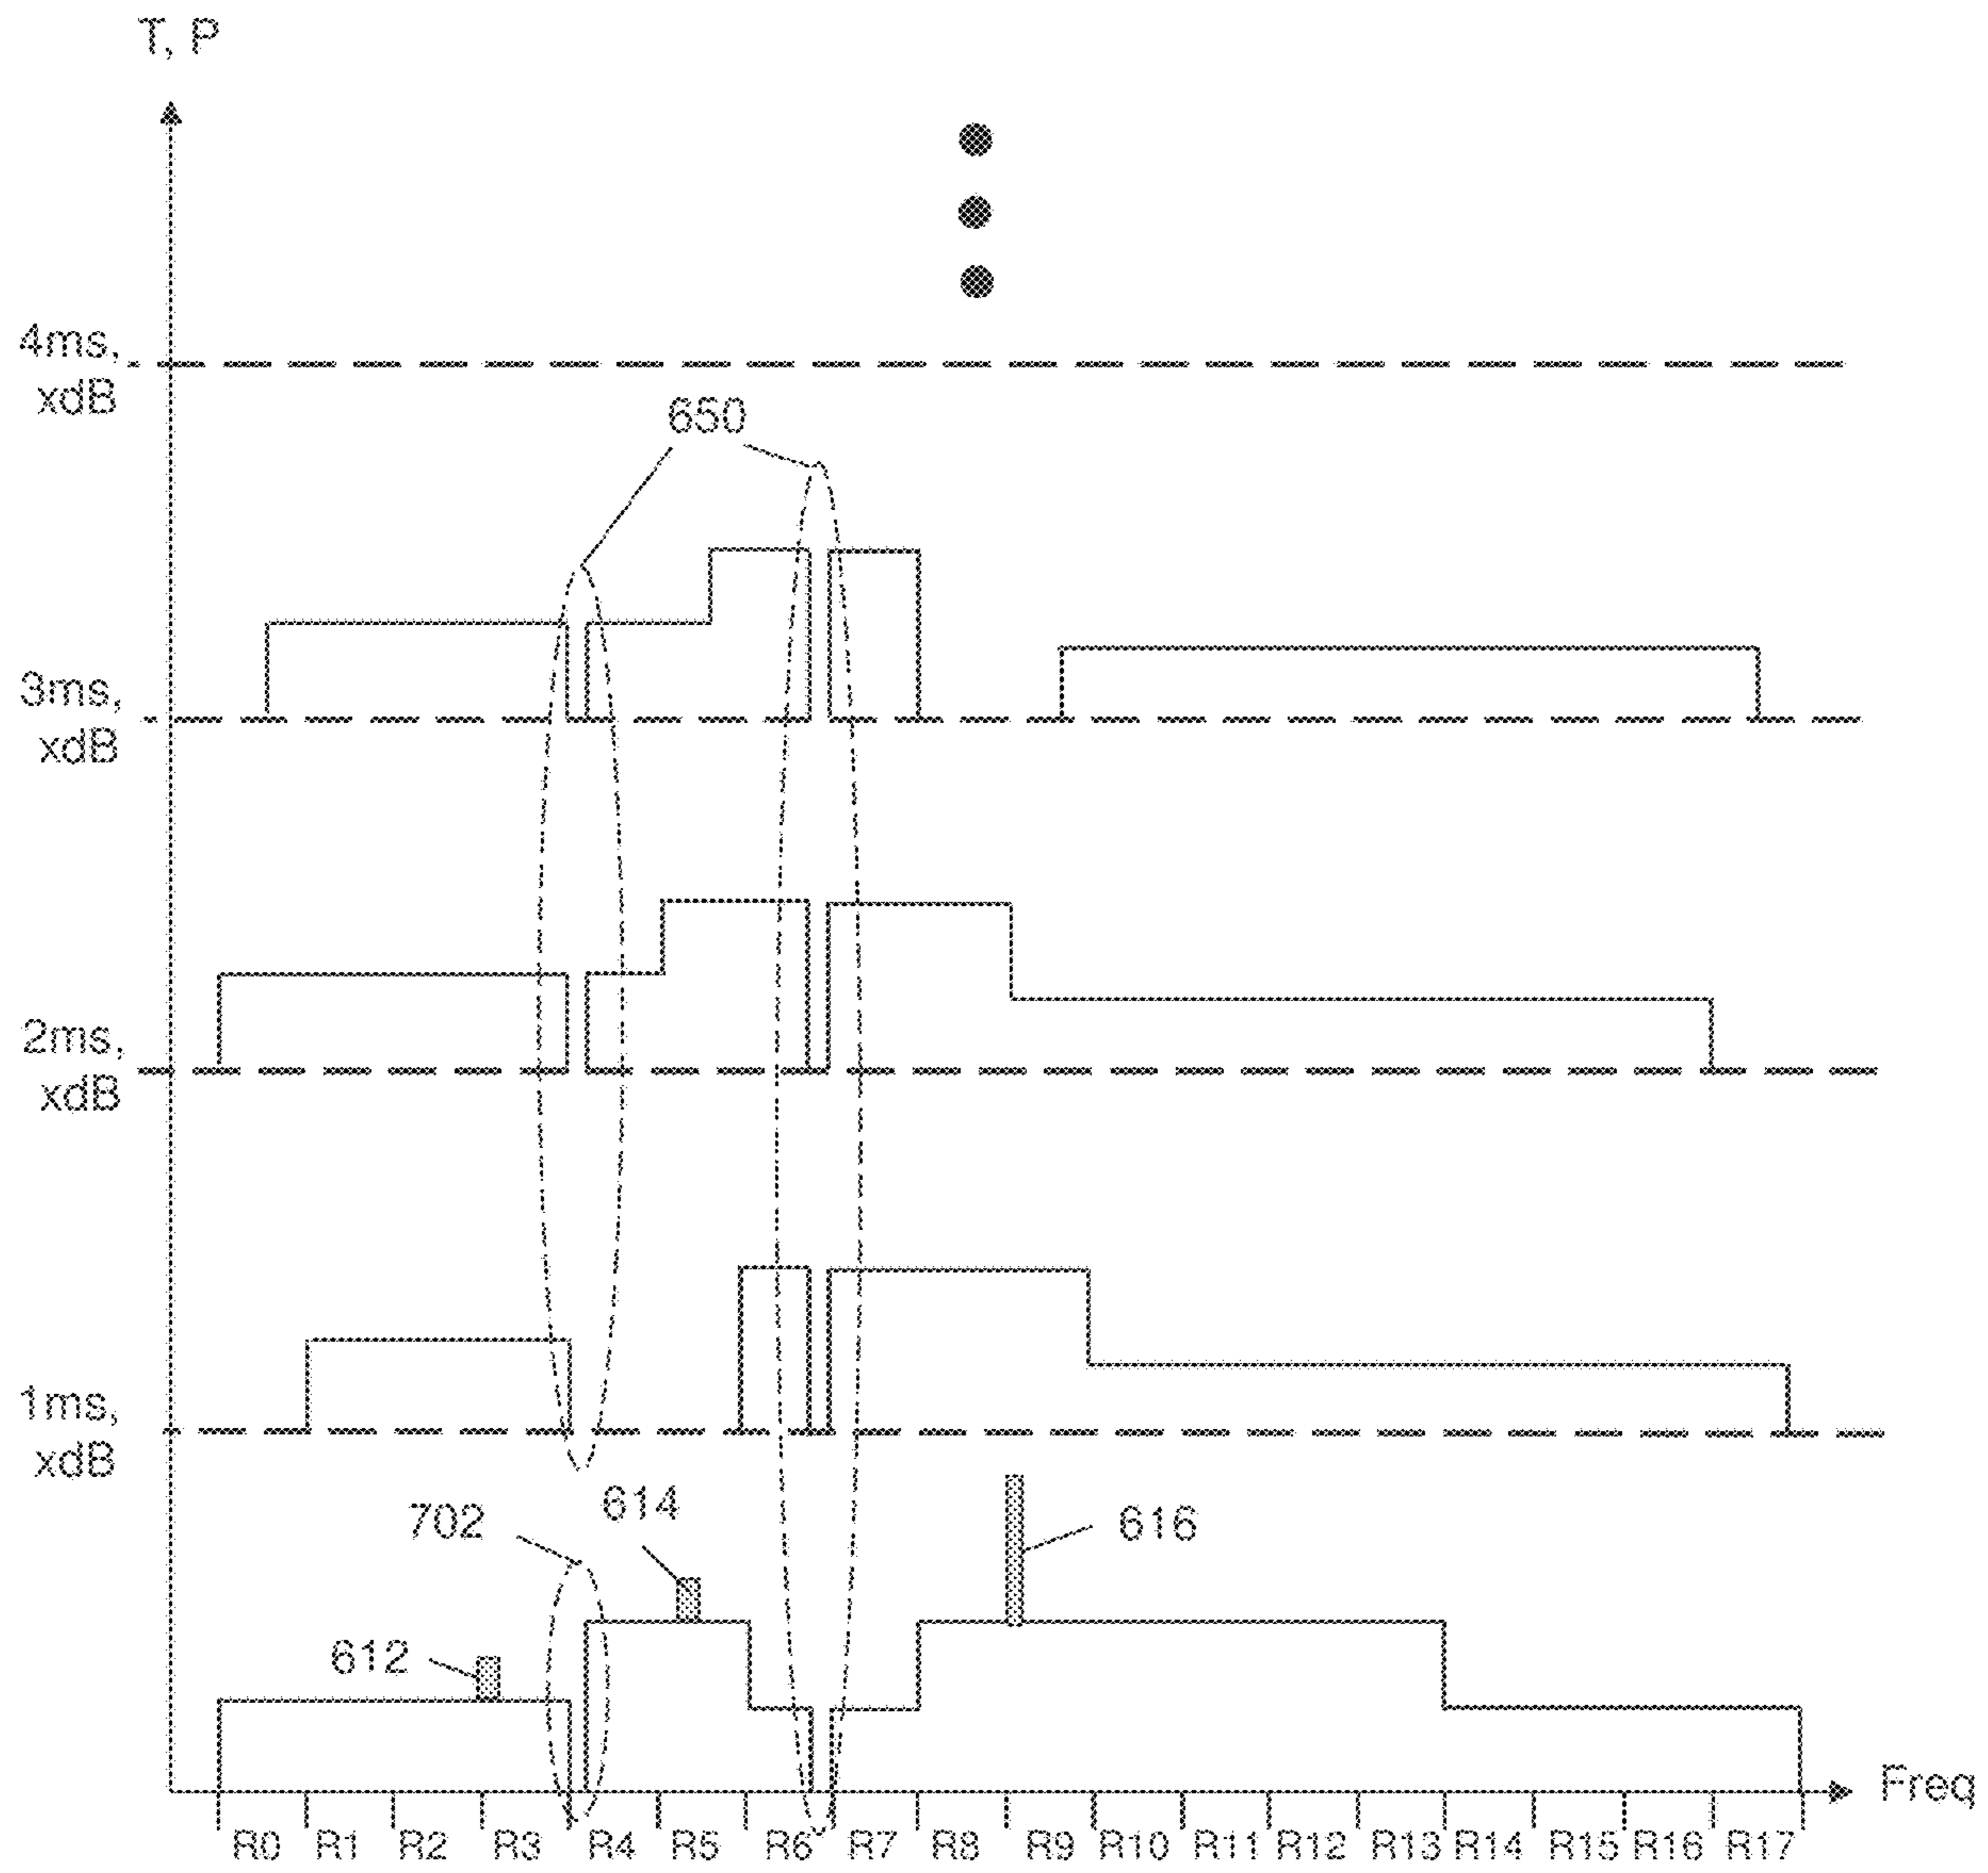 T, P
4ms,
xdB
650
3ms,
xdB
2ms,
xdB
1ms,
xdB
702
614
616
612
Freq
R0 R1 R2 R3 R4 R5 R6 R7 R8 R9 R10 R11 R12 R13 R14 R15 R16 R17